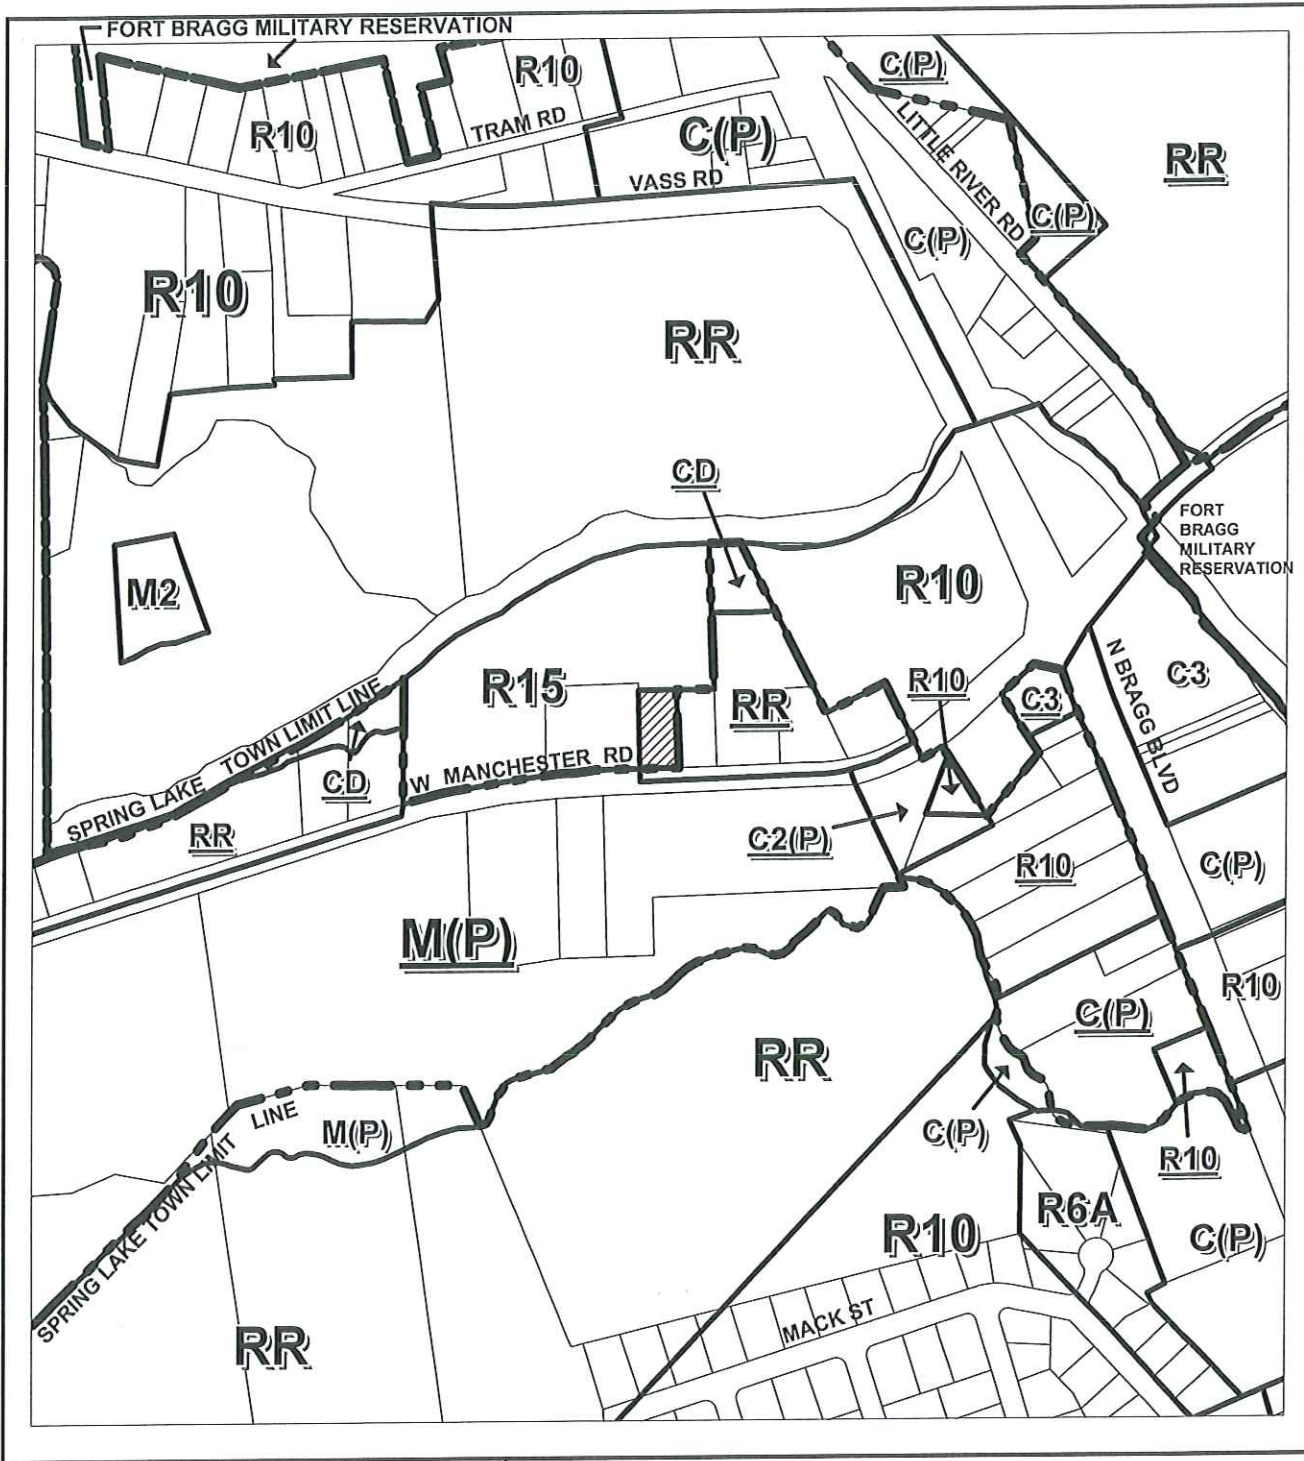 FORT BRAGG MILITARY RESERVATION
R10
C(P)
R10
TRAM RD
C(P)
LITTLE RIVER RD
RR
VASS RD
C(P)
C(P)
R10
RR
CD
FORT
BRAGG
MILITARY
RESERVATION
M2
R10
N BRAGG BLVD
C3
R15
R10
C3
RR
SPRING LAKE TOWN LIMIT LINE
CD
W MANCHESTER RD
RR
C2(P)
R10
C(P)
M(P)
R10
C(P)
RR
C(P)
R10
SPRING LAKE TOWN LIMIT LINE
M(P)
R6A
R10
C(P)
MACK ST
RR